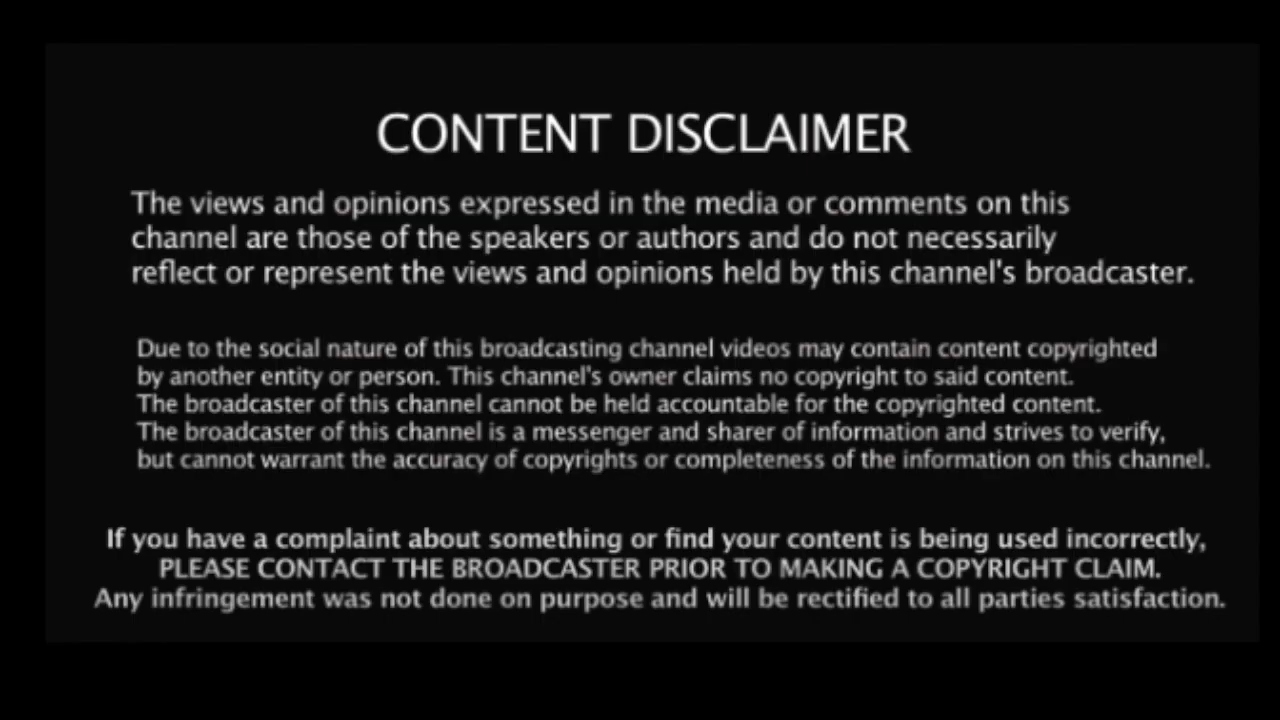 CONTENT DISCLAIMER
The views and opinions expressed in the media or comments on this
channel are those of the speakers or authors and do not necessarily
reflect or represent the views and opinions held by this channel's broadcaster.
Due to the social nature of this broadcasting channel videos may contain content copyrighted
by another entity or person. This channel's owner claims no copyright to said content.
The broadcaster of this channel cannot be held accountable for the copyrighted content.
The broadcaster of this channel is a messenger and sharer of information and strives to verify,
but cannot warrant the accuracy of copyrights or completeness of the information on this channel.
If you have a complaint about something or find your content is being used incorrectly,
PLEASE CONTACT THE BROADCASTER PRIOR TO MAKING A COPYRIGHT CLAIM.
Any infringement was not done on purpose and will be rectified to all parties satisfaction.